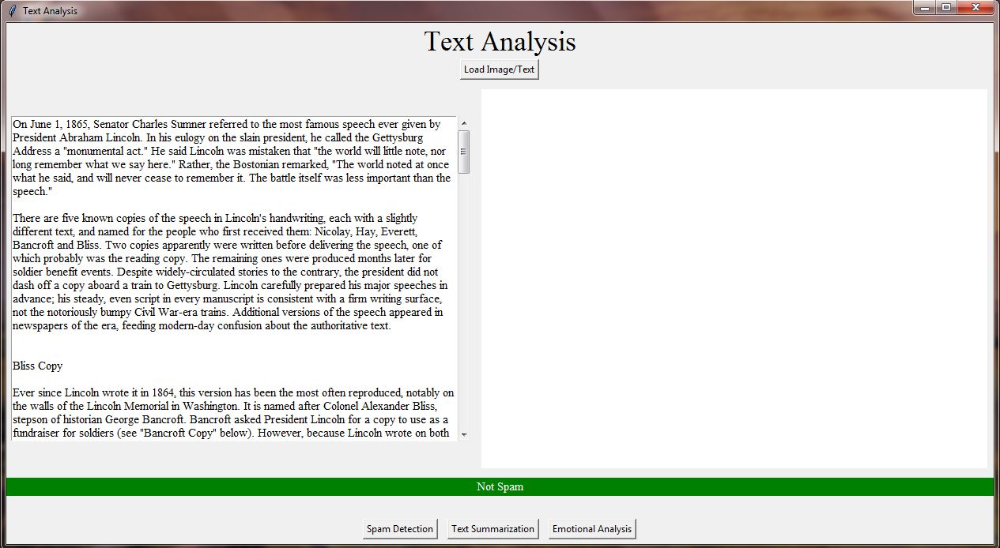 Text Analysis
Text Analysis
Load Image/Text
On June 1, 1865, Senator Charles Sumner referred to the most famous speech ever given by
President Abraham Lincoln. In his eulogy on the slain president, he called the Gettysburg
Address a "monumental act." He said Lincoln was mistaken that "the world will little note, nor
long remember what we say here." Rather, the Bostonian remarked, "The world noted at once
what he said, and will never cease to remember it. The battle itself was less important than the
speech."
There are five known copies of the speech in Lincoln's handwriting, each with a slightly
different text, and named for the people who first received them: Nicolay, Hay, Everett,
Bancroft and Bliss. Two copies apparently were written before delivering the speech, one of
which probably was the reading copy. The remaining ones were produced months later for
soldier benefit events. Despite widely-circulated stories to the contrary, the president did not
dash off a copy aboard a train to Gettysburg. Lincoln carefully prepared his major speeches in
advance; his steady, even script in every manuscript is consistent with a firm writing surface,
not the notoriously bumpy Civil War-era trains. Additional versions of the speech appeared in
newspapers of the era, feeding modern-day confusion about the authoritative text.
Bliss Copy
Ever since Lincoln wrote it in 1864, this version has been the most often reproduced, notably on
the walls of the Lincoln Memorial in Washington. It is named after Colonel Alexander Bliss,
stepson of historian George Bancroft. Bancroft asked President Lincoln for a copy to use as a
fundraiser for soldiers (see "Bancroft Copy" below). However, because Lincoln wrote on both
Not Spam
Spam Detection
Text Summarization
Emotional Analysis